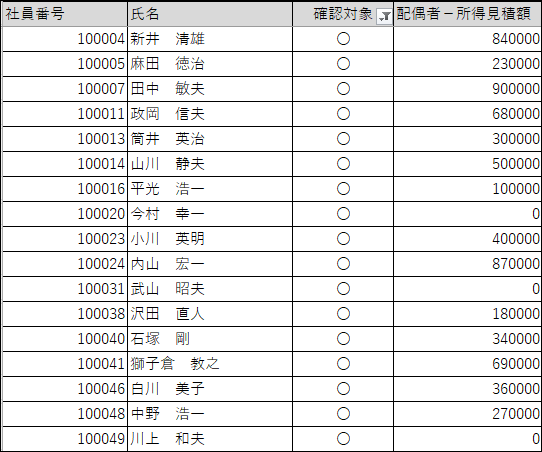 社員番号 氏名 確認対象 配偶者－所得見積額
100004 新井　清雄 〇 840000
100005 麻田　徳治 〇 230000
100007 田中　敏夫 〇 900000
100011 政岡　信夫 〇 680000
100013 筒井　英治 〇 300000
100014 山川　静夫 〇 500000
100016 平光　浩一 〇 100000
100020 今村　幸一 〇 0
100023 小川　英明 〇 400000
100024 内山　宏一 〇 870000
100031 武山　昭夫 〇 0
100038 沢田　直人 〇 180000
100040 石塚　剛 〇 340000
100041 獅子倉　教之 〇 690000
100046 白川　美子 〇 360000
100048 中野　浩一 〇 270000
100049 川上　和夫 〇 0